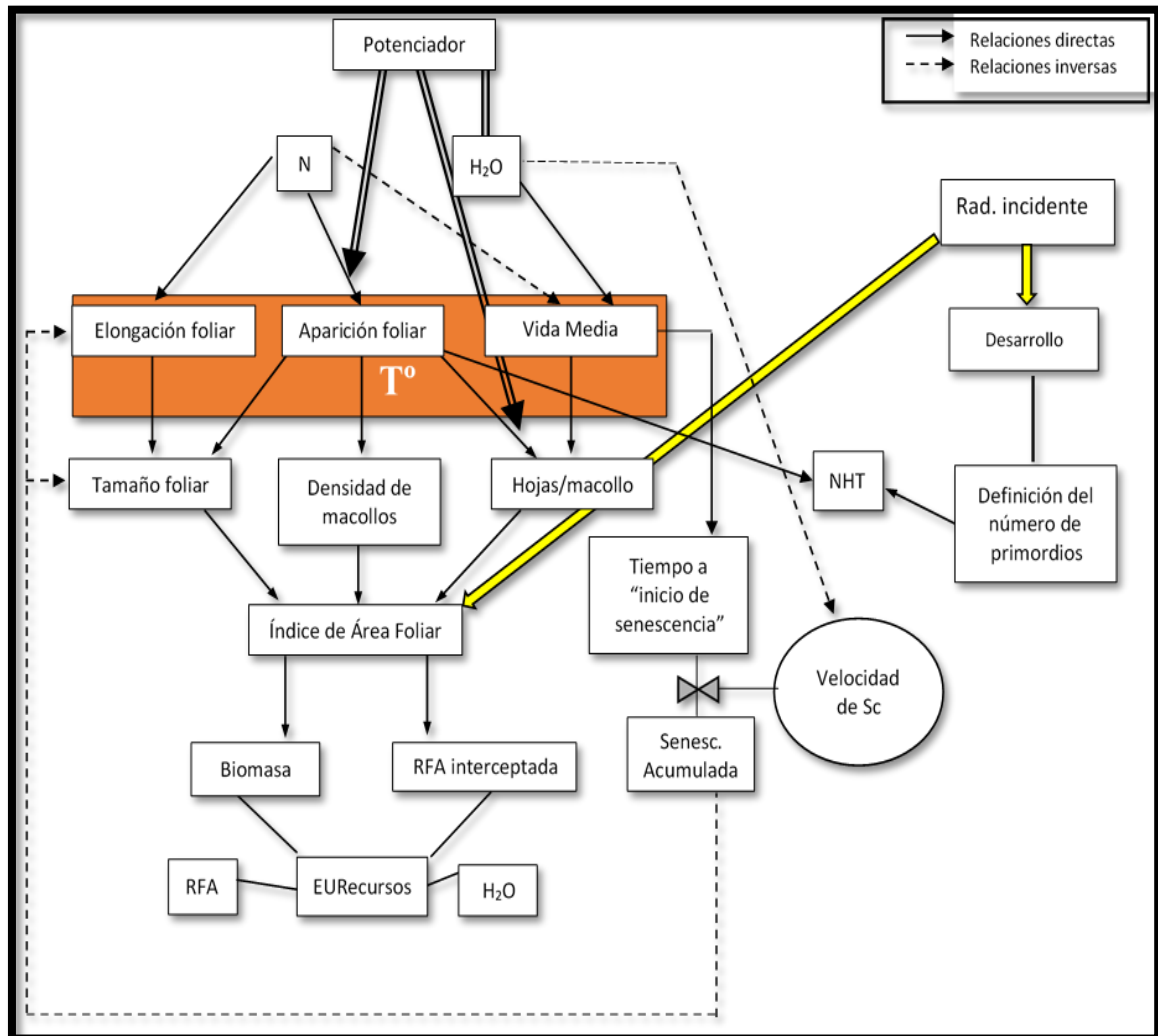 Potenciador
Relaciones directas
Relaciones inversas
N
H₂O
Rad. incidente
Elongación foliar
Aparición foliar
Vida Media
Desarrollo
Tº
Tamaño foliar
Densidad de
macollos
Hojas/macollo
NHT
Definición del
número de
primordios
Tiempo a
“inicio de
senescencia”
Índice de Área Foliar
Velocidad
de Sc
Biomasa
RFA interceptada
Senesc.
Acumulada
RFA
EURecursos
H₂O